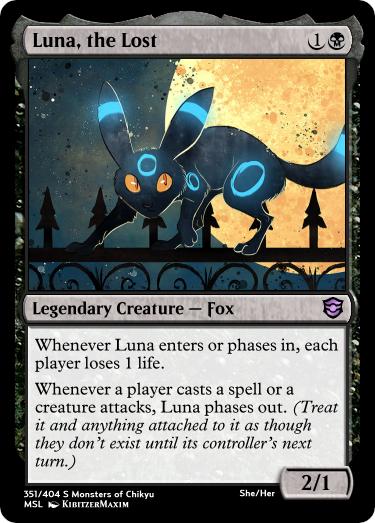 Luna, the Lost 1
Legendary Creature — Fox
Whenever Luna enters or phases in, each
player loses 1 life.
Whenever a player casts a spell or a
creature attacks, Luna phases out. (Treat
it and anything attached to it as though
they don't exist until its controller's next
turn.)
2/1
351/404 S Monsters of Chikyu She/Her
MSL KibitzerMaxim